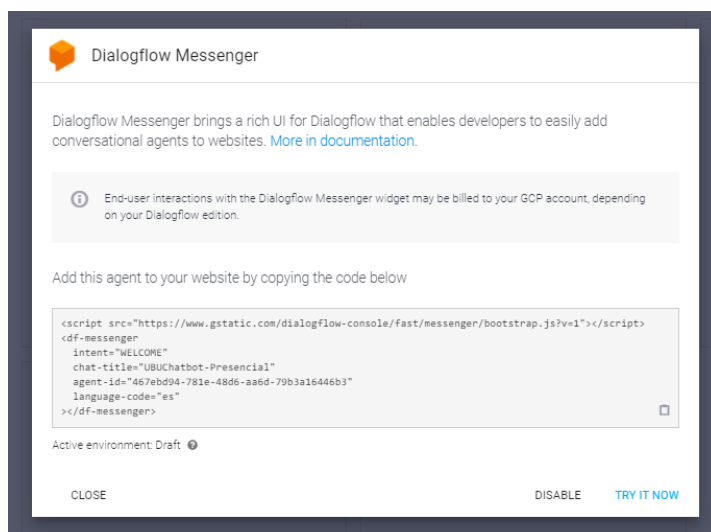 Dialogflow Messenger
Dialogflow Messenger brings a rich UI for Dialogflow that enables developers to easily add
conversational agents to websites. More in documentation.
End-user interactions with the Dialogflow Messenger widget may be billed to your GCP account, depending
on your Dialogflow edition.
Add this agent to your website by copying the code below
<script src="https://www.gstatic.com/dialogflow-console/fast/messenger/bootstrap.js?v=1"></script>
<df-messenger
  intent="WELCOME"
  chat-title="UBUChatbot-Presencial"
  agent-id="467ebd94-781e-48d6-aa6d-79b3a16446b3"
  language-code="es"
></df-messenger>
Active environment: Draft
CLOSE DISABLE TRY IT NOW